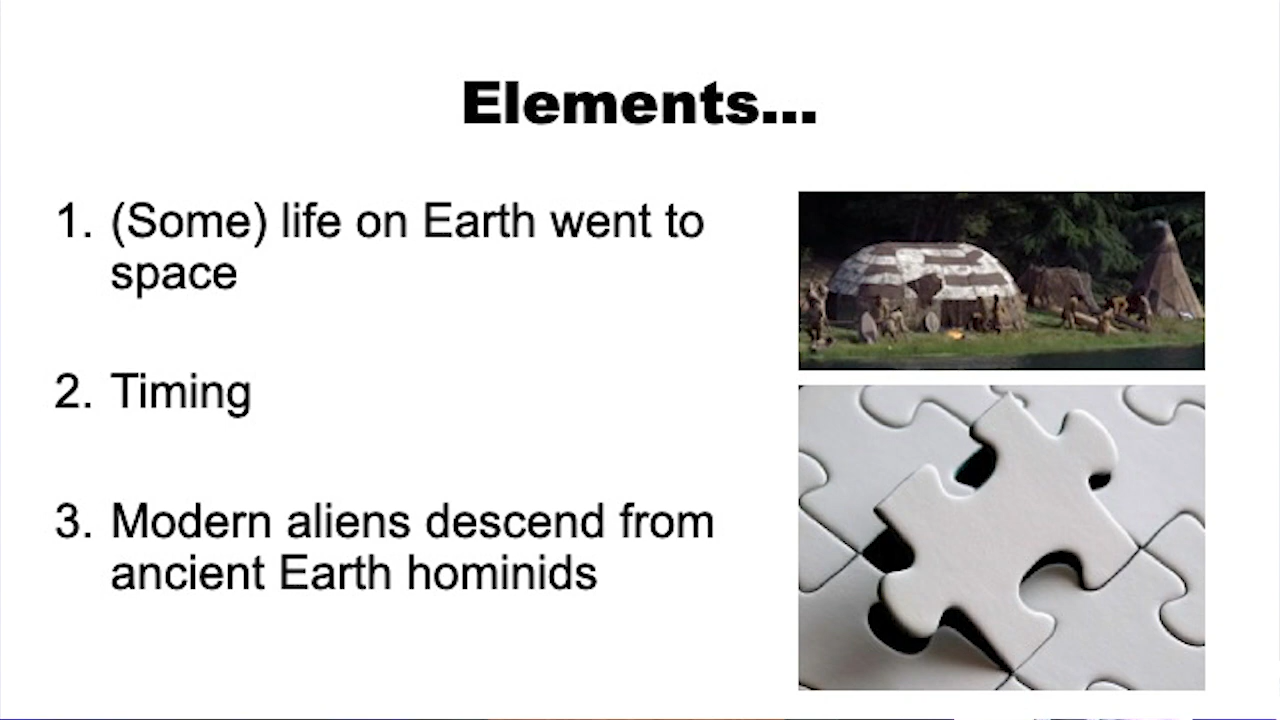 Elements...
1. (Some) life on Earth went to
space
2. Timing
3. Modern aliens descend from
ancient Earth hominids